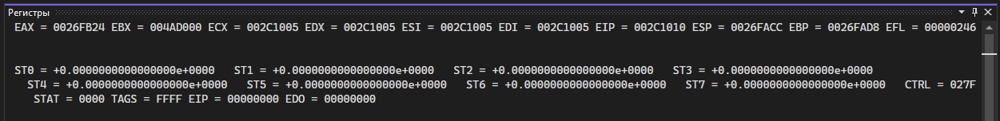 Регистры
EAX = 0026FB24 EBX = 004AD000 ECX = 002C1005 EDX = 002C1005 ESI = 002C1005 EDI = 002C1005 EIP = 002C1010 ESP = 0026FACC EBP = 0026FAD8 EFL = 00000246
ST0 = +0.0000000000000000e+0000 ST1 = +0.0000000000000000e+0000 ST2 = +0.0000000000000000e+0000 ST3 = +0.0000000000000000e+0000
ST4 = +0.0000000000000000e+0000 ST5 = +0.0000000000000000e+0000 ST6 = +0.0000000000000000e+0000 ST7 = +0.0000000000000000e+0000 CTRL = 027F
STAT = 0000 TAGS = FFFF EIP = 00000000 EDO = 00000000